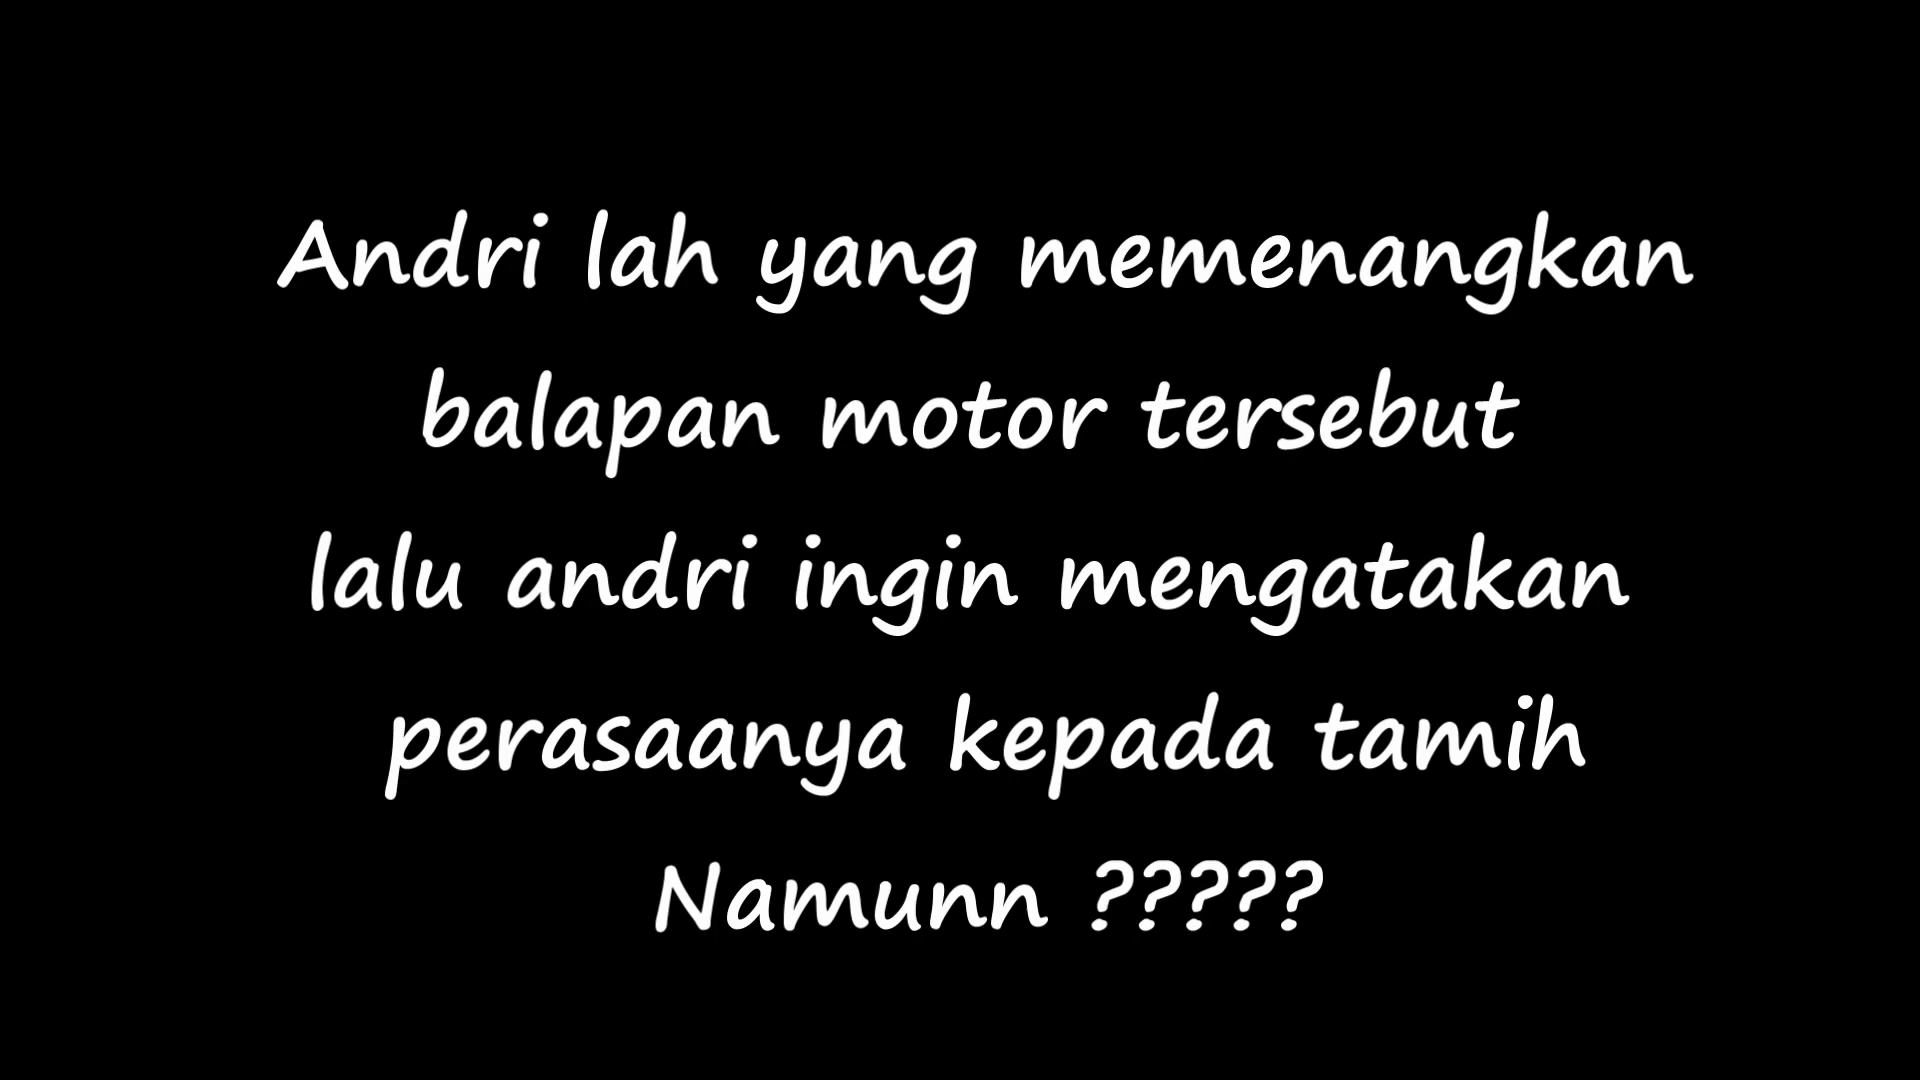 Andri lah yang memenangkan
balapan motor tersebut
lalu andri ingin mengatakan
perasaanya kepada tamih
Namunn ?????